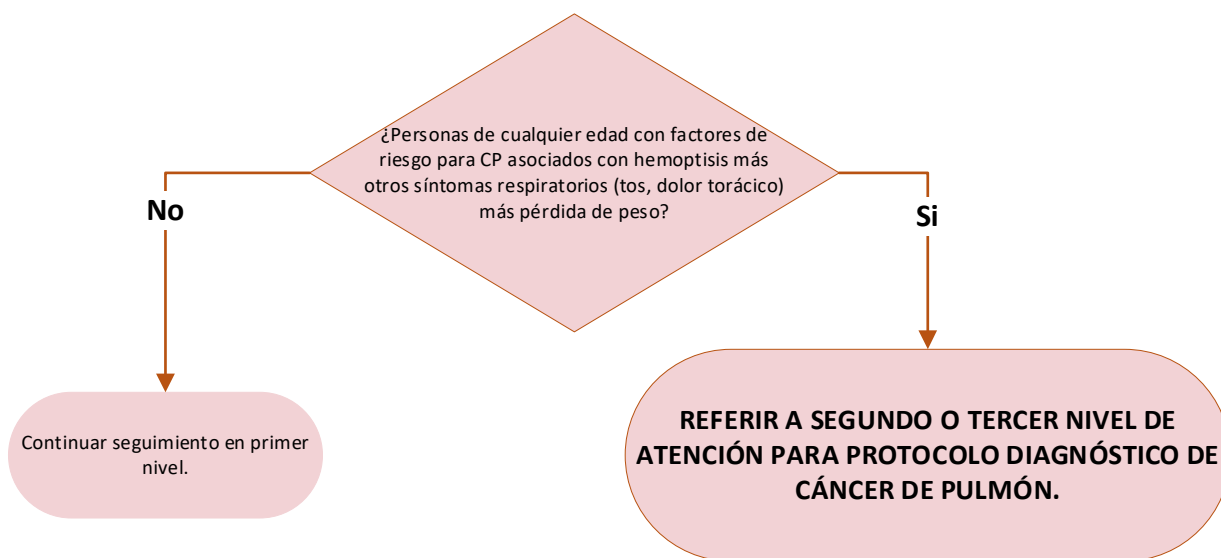 ¿Personas de cualquier edad con factores de
riesgo para CP asociados con hemoptisis más
otros síntomas respiratorios (tos, dolor torácico)
más pérdida de peso?
No
Si
Continuar seguimiento en primer
nivel.
REFERIR A SEGUNDO O TERCER NIVEL DE
ATENCIÓN PARA PROTOCOLO DIAGNÓSTICO DE
CÁNCER DE PULMÓN.